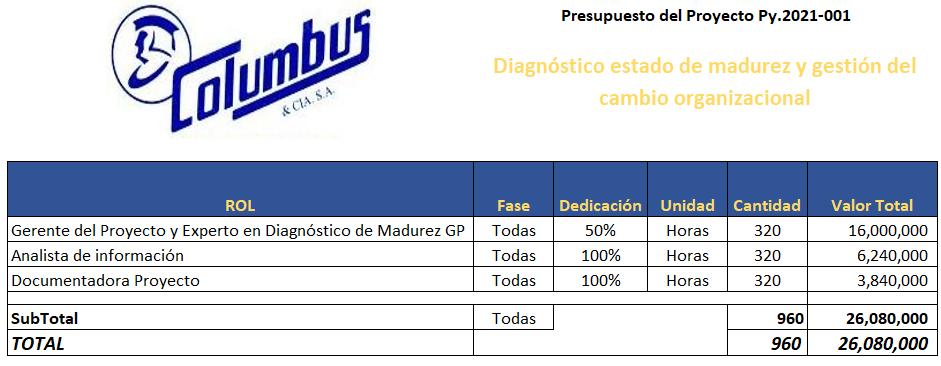 Columbus
& CIA. S.A.
Presupuesto del Proyecto Py.2021-001
Diagnóstico estado de madurez y gestión del
cambio organizacional
ROL Fase Dedicación Unidad Cantidad Valor Total
Gerente del Proyecto y Experto en Diagnóstico de Madurez GP Todas 50% Horas 320 16,000,000
Analista de información Todas 100% Horas 320 6,240,000
Documentadora Proyecto Todas 100% Horas 320 3,840,000
SubTotal Todas 960 26,080,000
TOTAL 960 26,080,000